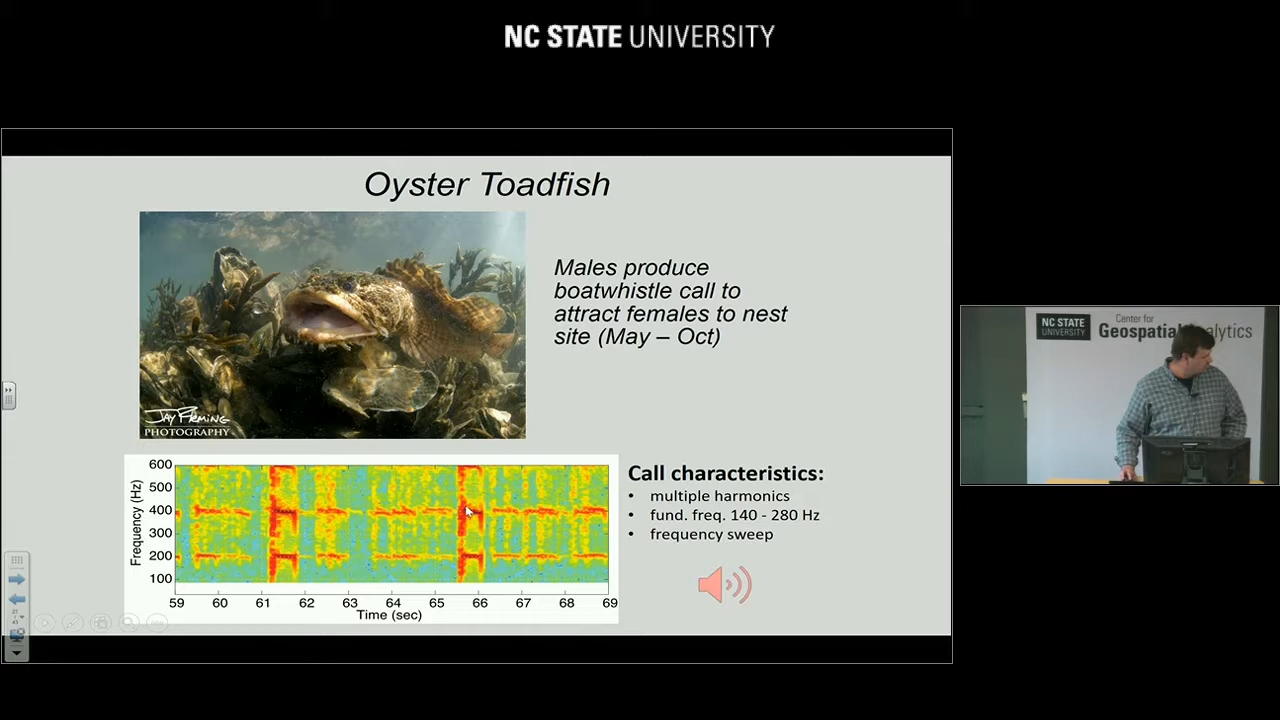 NC STATE UNIVERSITY
Oyster Toadfish
Males produce
boatwhistle call to
attract females to nest
site (May – Oct)
JAY FLEMING
PHOTOGRAPHY
600
500
400
300
200
100
Frequency (Hz)
59 60 61 62 63 64 65 66 67 68 69
Time (sec)
Call characteristics:
• multiple harmonics
• fund. freq. 140 - 280 Hz
• frequency sweep
NC STATE
UNIVERSITY
Center for
Geospatial Analytics